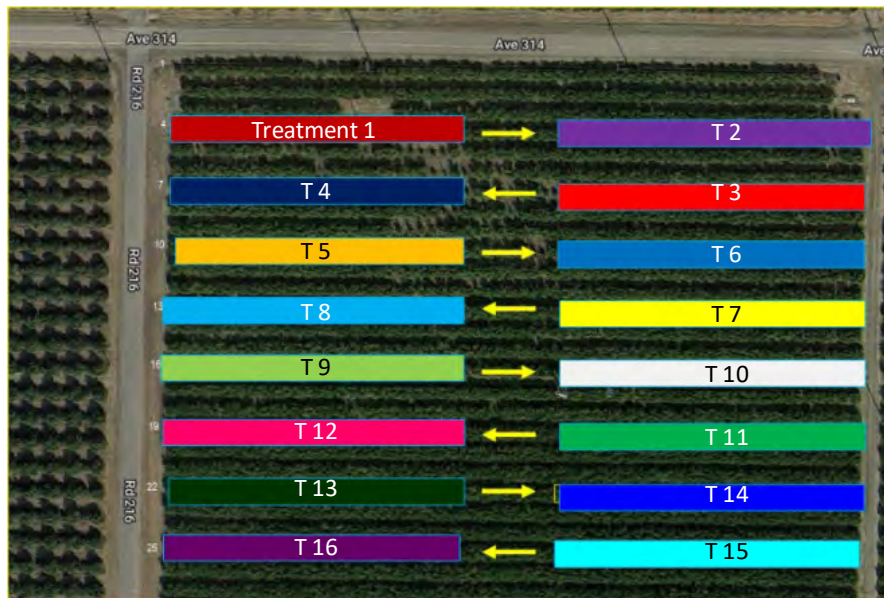 Ave 314
Ave 314
Ave
Rd 216
1
4
Treatment 1
T 2
7
T 4
T 3
10
T 5
T 6
Rd 216
13
T 8
T 7
16
T 9
T 10
19
T 12
T 11
22
T 13
T 14
Rd 216
25
T 16
T 15